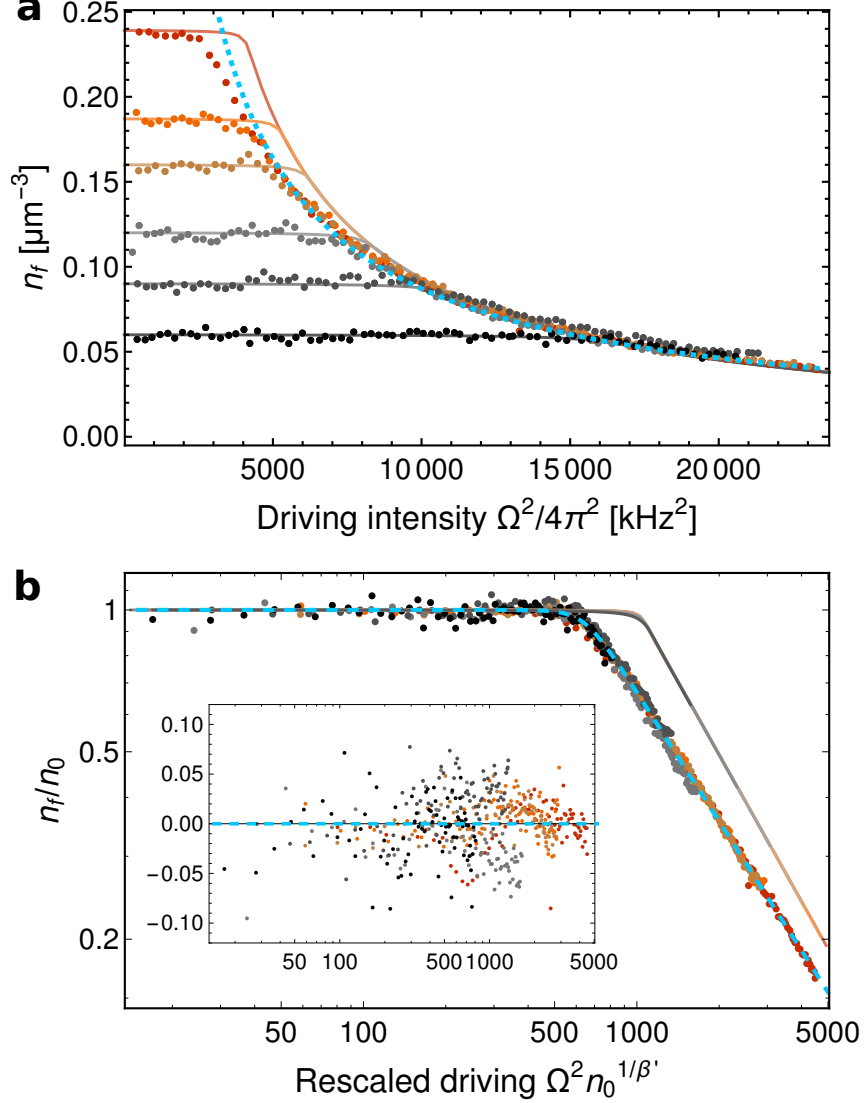 a
0.25
0.20
0.15
0.10
0.05
0.00
n_f [μm⁻³]
5000 10 000 15 000 20 000
Driving intensity Ω²/4π² [kHz²]
b
1
0.5
0.2
n_f/n_0
0.10
0.05
0.00
−0.05
−0.10
50 100 500 1000 5000
50 100 500 1000 5000
Rescaled driving Ω² n_0^{1/β'}